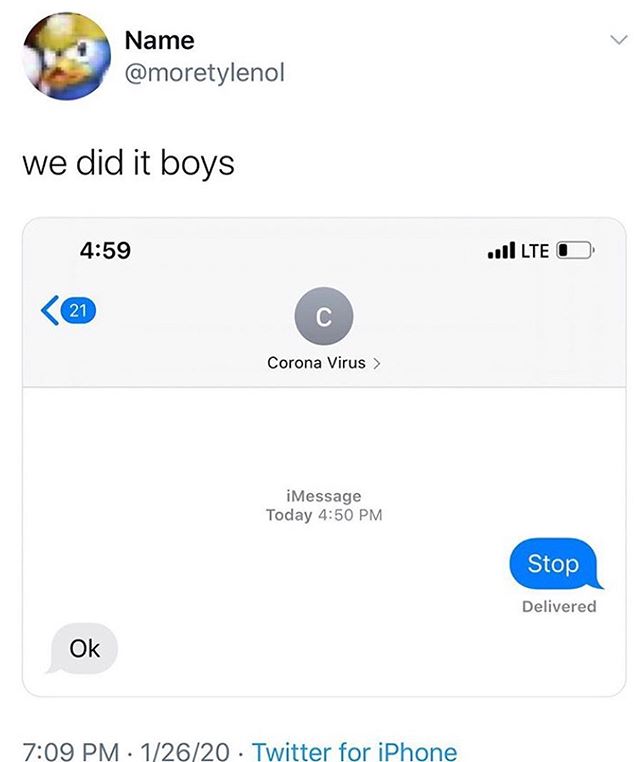 Name
@moretylenol
we did it boys
4:59 LTE
21
C
Corona Virus
iMessage
Today 4:50 PM
Stop
Delivered
Ok
7:09 PM · 1/26/20 · Twitter for iPhone